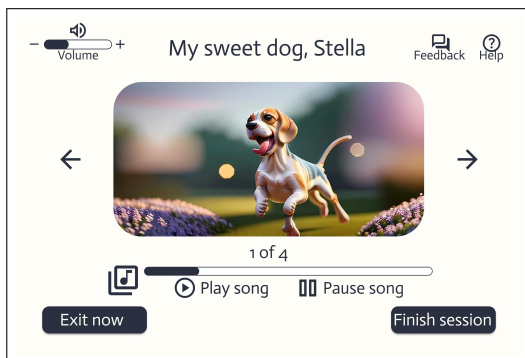 − +
Volume
My sweet dog, Stella
Feedback Help
1 of 4
Play song Pause song
Exit now Finish session